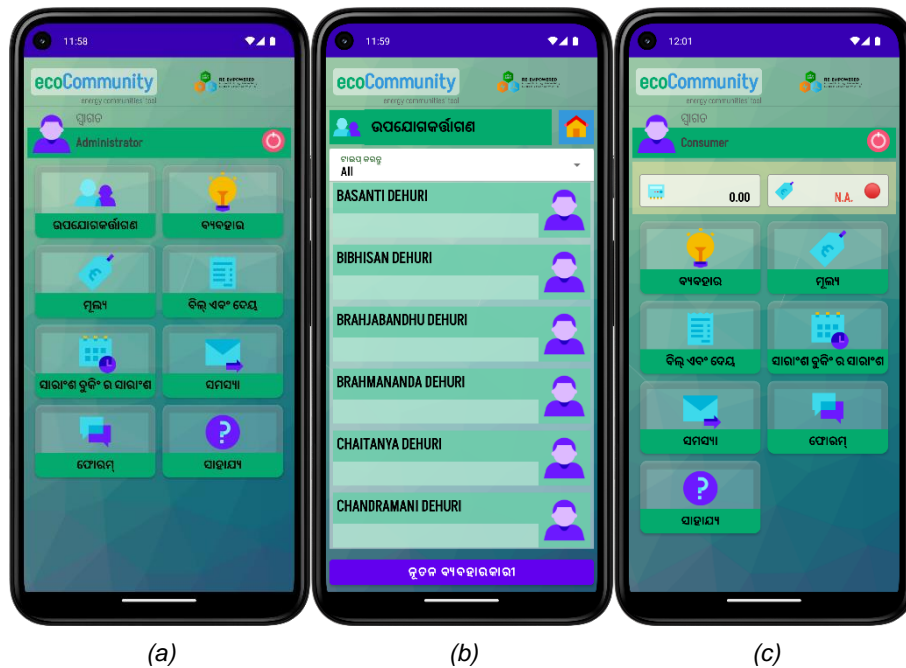 11:58
ecoCommunity
energy communities tool
ସ୍ୱାଗତ
Administrator
ଉପଯୋଗକର୍ତ୍ତାଗଣ
ବ୍ୟବହାର
ମୂଲ୍ୟ
ବିଲ୍ ଏବଂ ଦେୟ
ସାରାଂଶ ବୁକିଂ ର ସାରାଂଶ
ସମସ୍ୟା
ଫୋରମ୍
ସାହାଯ୍ୟ
(a)
11:59
ecoCommunity
energy communities tool
ଉପଯୋଗକର୍ତ୍ତାଗଣ
ଟାଇପ୍ କରନ୍ତୁ
All
BASANTI DEHURI
BIBHISAN DEHURI
BRAHJABANDHU DEHURI
BRAHMANANDA DEHURI
CHAITANYA DEHURI
CHANDRAMANI DEHURI
ନୂତନ ବ୍ୟବହାରକାରୀ
(b)
12:01
ecoCommunity
energy communities tool
ସ୍ୱାଗତ
Consumer
0.00
N.A.
ବ୍ୟବହାର
ମୂଲ୍ୟ
ବିଲ୍ ଏବଂ ଦେୟ
ସାରାଂଶ ବୁକିଂ ର ସାରାଂଶ
ସମସ୍ୟା
ଫୋରମ୍
ସାହାଯ୍ୟ
(c)